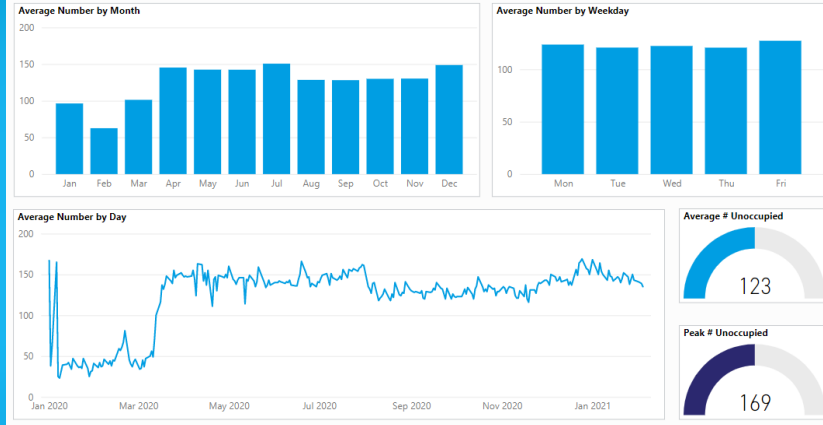 Average Number by Month
200
150
100
50
0
Jan Feb Mar Apr May Jun Jul Aug Sep Oct Nov Dec
Average Number by Weekday
100
50
0
Mon Tue Wed Thu Fri
Average Number by Day
200
150
100
50
0
Jan 2020 Mar 2020 May 2020 Jul 2020 Sep 2020 Nov 2020 Jan 2021
Average # Unoccupied
123
Peak # Unoccupied
169